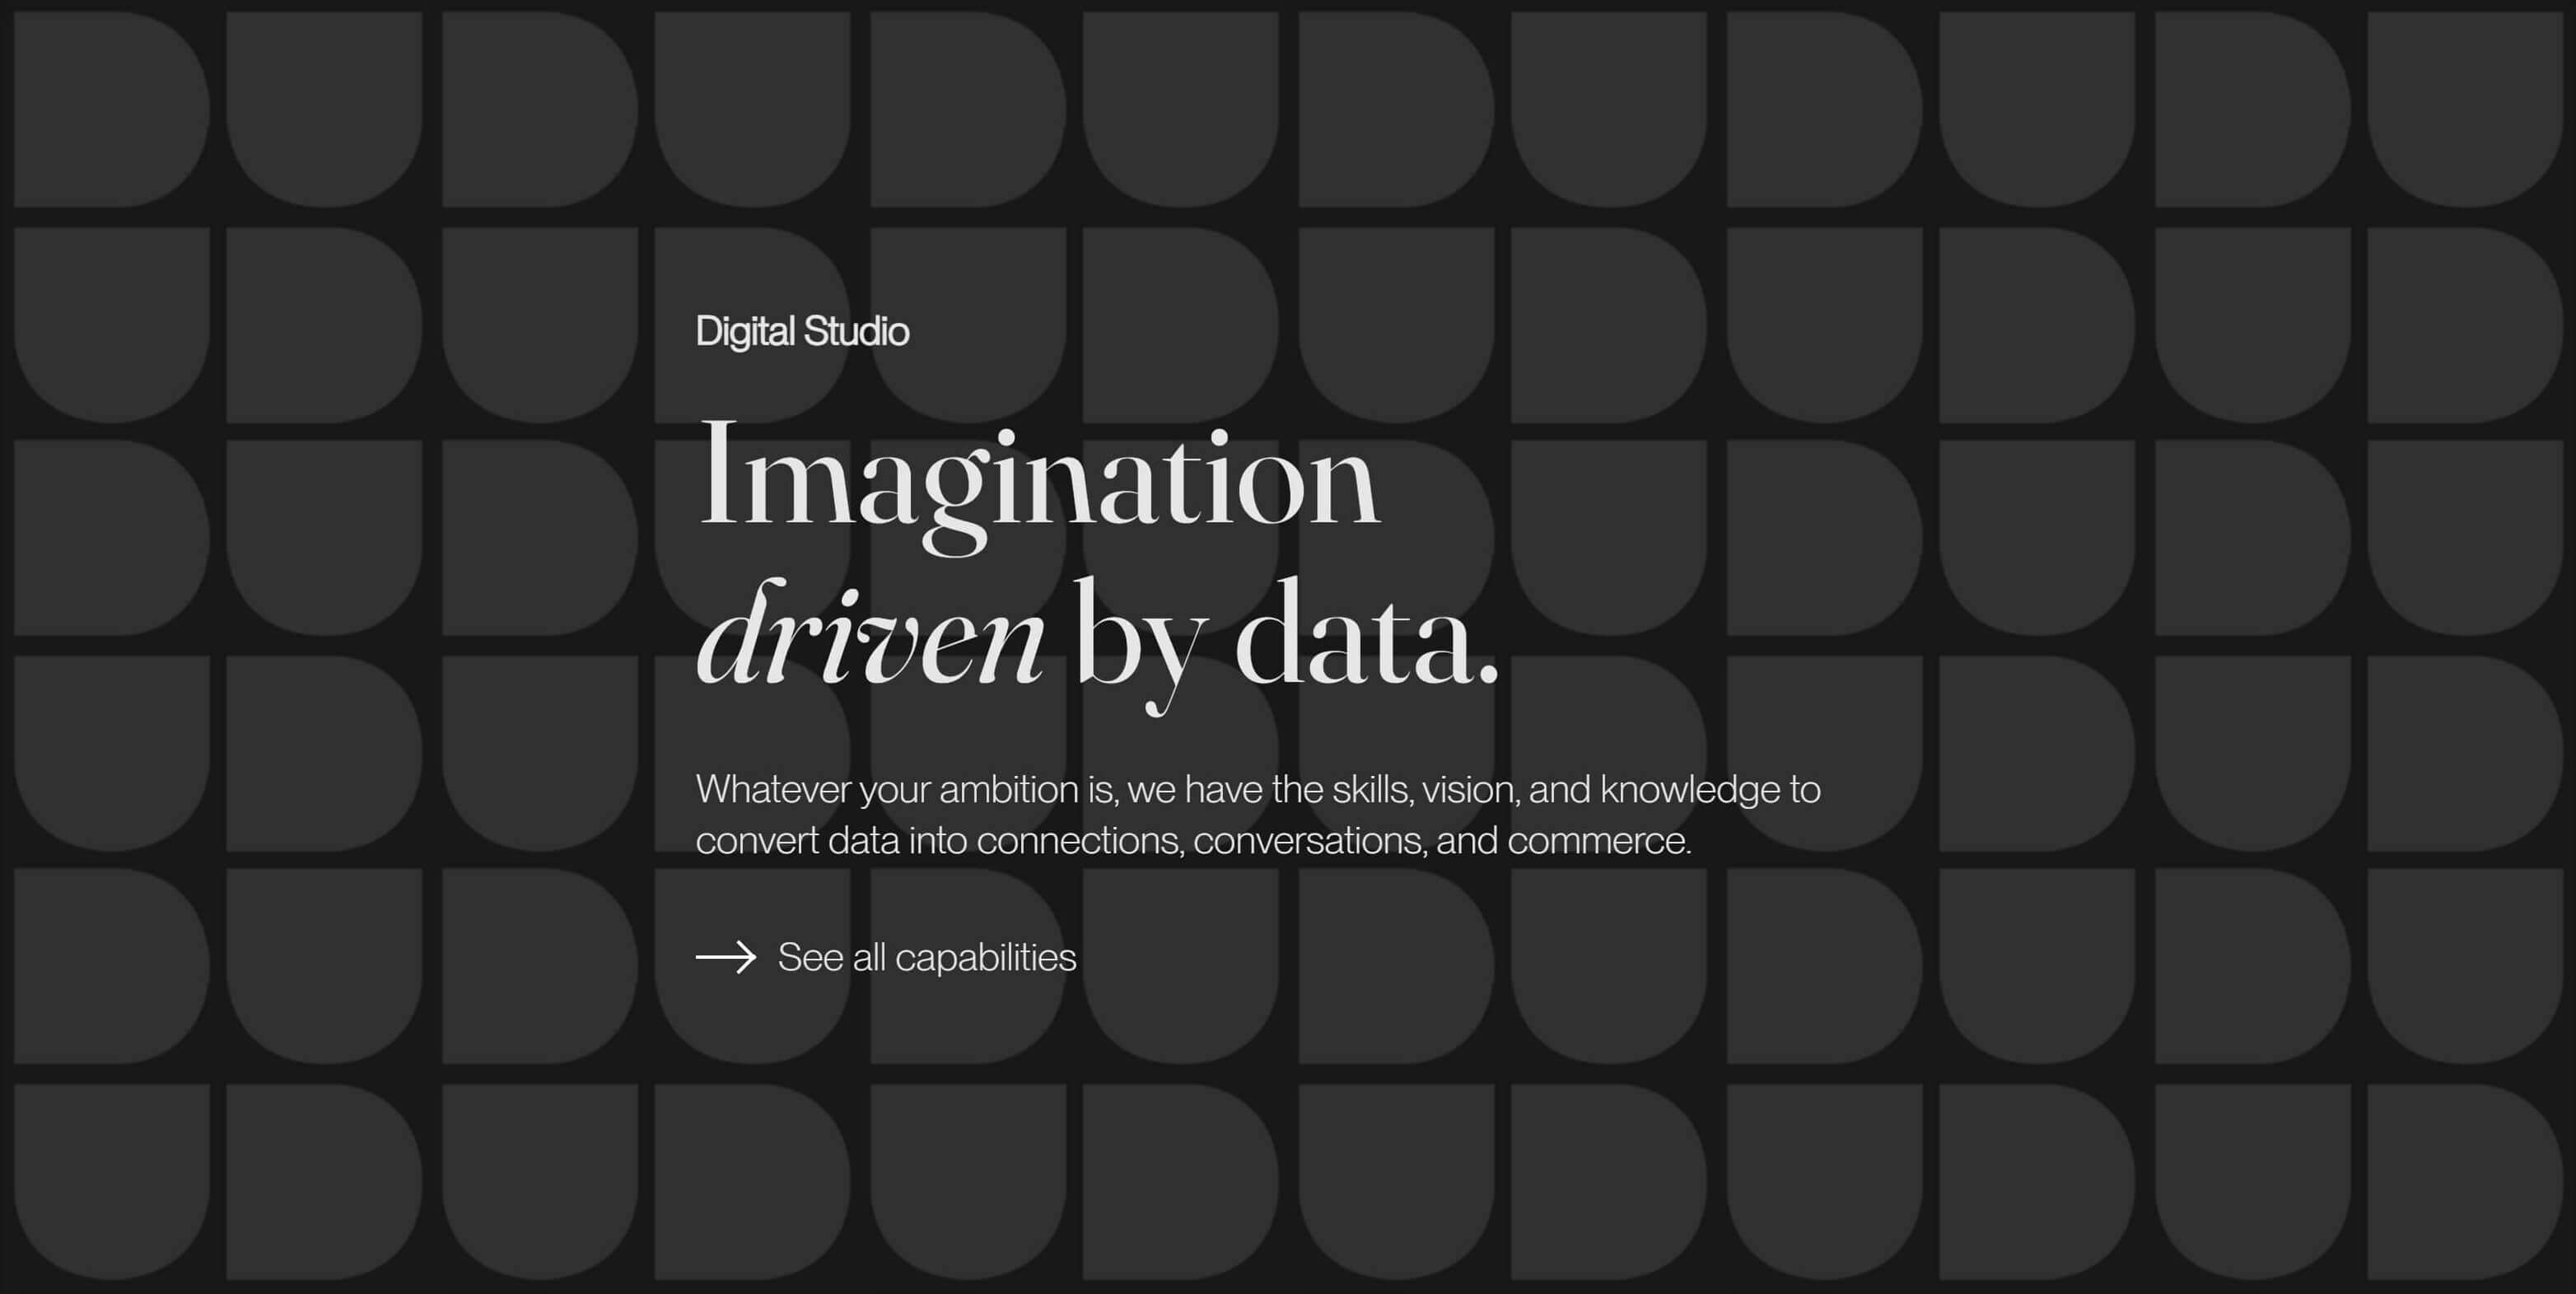 Digital Studio
Imagination
driven by data.
Whatever your ambition is, we have the skills, vision, and knowledge to
convert data into connections, conversations, and commerce.
→ See all capabilities